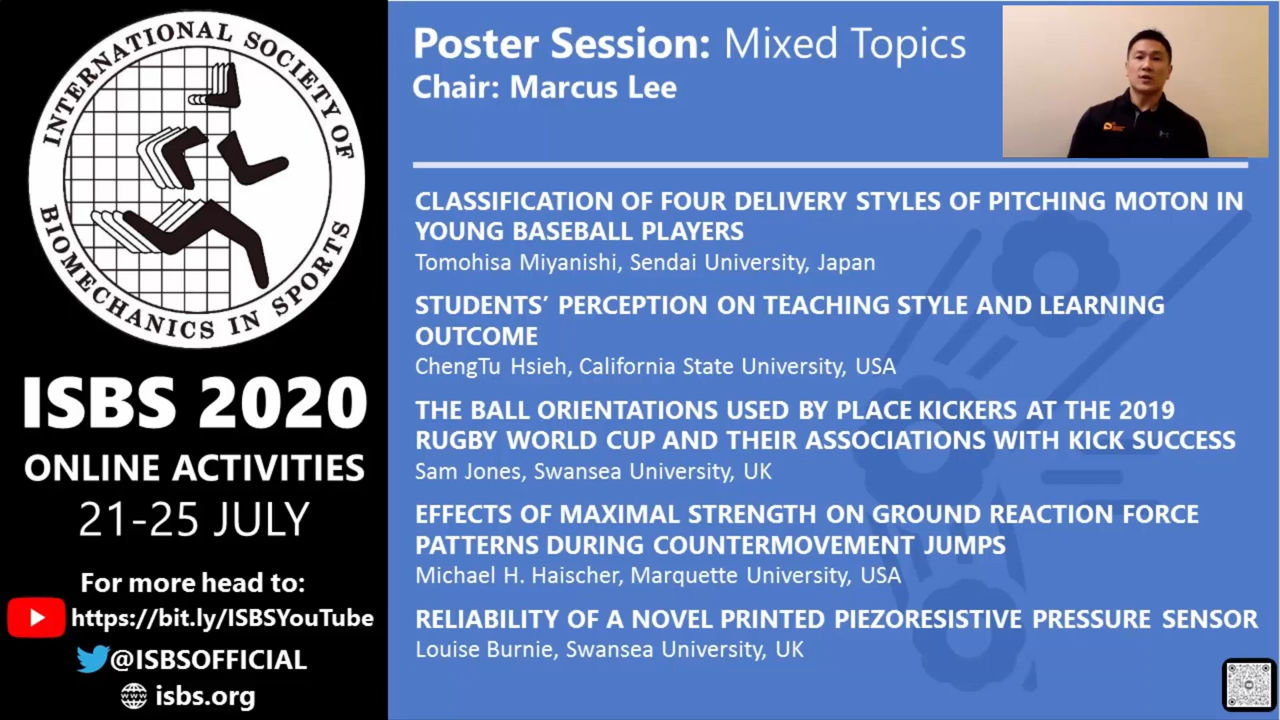 INTERNATIONAL SOCIETY OF
BIOMECHANICS IN SPORTS
ISBS 2020
ONLINE ACTIVITIES
21-25 JULY
For more head to:
https://bit.ly/ISBSYouTube
@ISBSOFFICIAL
www isbs.org
Poster Session: Mixed Topics
Chair: Marcus Lee
CLASSIFICATION OF FOUR DELIVERY STYLES OF PITCHING MOTON IN
YOUNG BASEBALL PLAYERS
Tomohisa Miyanishi, Sendai University, Japan
STUDENTS’ PERCEPTION ON TEACHING STYLE AND LEARNING
OUTCOME
ChengTu Hsieh, California State University, USA
THE BALL ORIENTATIONS USED BY PLACE KICKERS AT THE 2019
RUGBY WORLD CUP AND THEIR ASSOCIATIONS WITH KICK SUCCESS
Sam Jones, Swansea University, UK
EFFECTS OF MAXIMAL STRENGTH ON GROUND REACTION FORCE
PATTERNS DURING COUNTERMOVEMENT JUMPS
Michael H. Haischer, Marquette University, USA
RELIABILITY OF A NOVEL PRINTED PIEZORESISTIVE PRESSURE SENSOR
Louise Burnie, Swansea University, UK